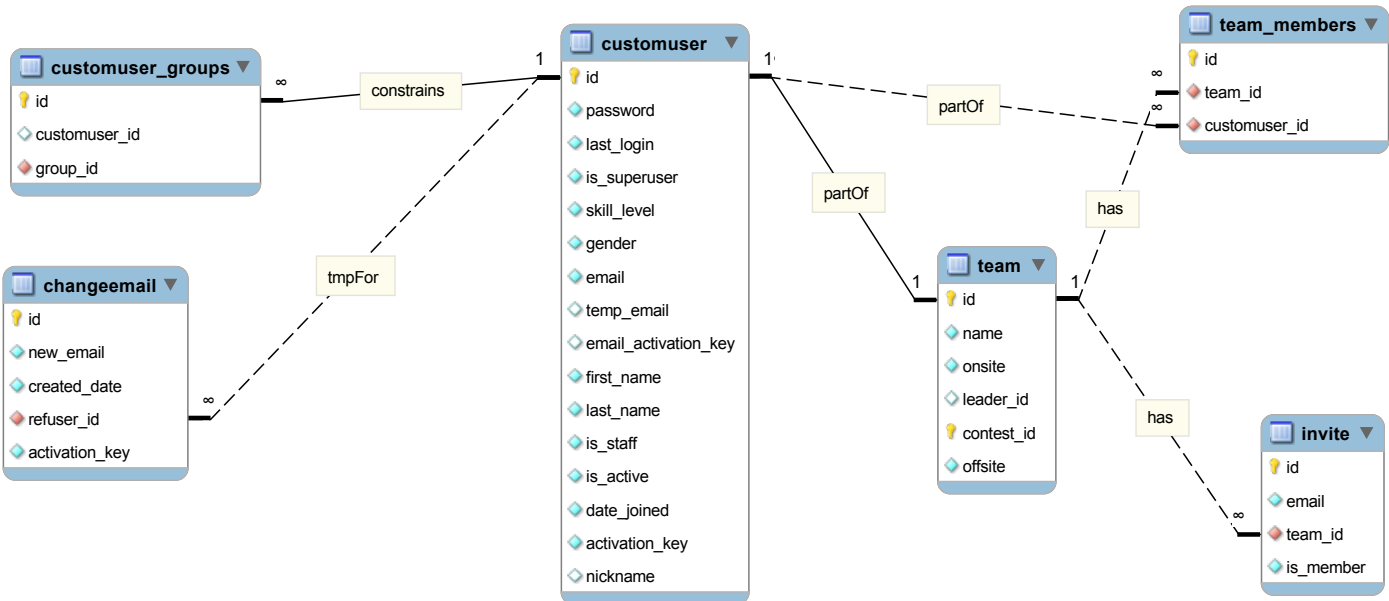 customuser_groups
id
customuser_id
group_id
∞
constrains
1
changeemail
id
new_email
created_date
refuser_id
activation_key
∞
tmpFor
customuser
id
password
last_login
is_superuser
skill_level
gender
email
temp_email
email_activation_key
first_name
last_name
is_staff
is_active
date_joined
activation_key
nickname
1
partOf
∞
∞
partOf
1
team_members
id
team_id
customuser_id
has
team
id
name
onsite
leader_id
contest_id
offsite
1
has
∞
invite
id
email
team_id
is_member